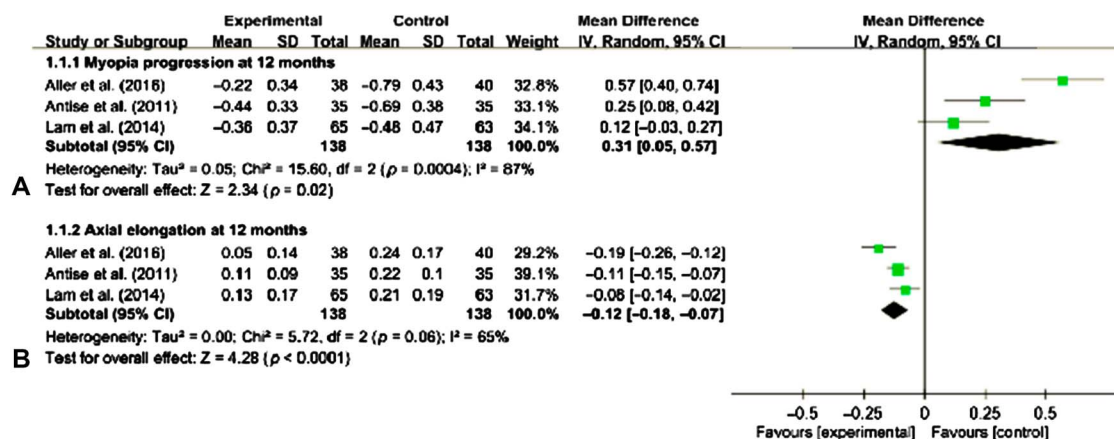 Experimental Control Mean Difference Mean Difference
Study or Subgroup Mean SD Total Mean SD Total Weight IV, Random, 95% CI IV, Random, 95% CI
1.1.1 Myopia progression at 12 months
Aller et al. (2016) −0.22 0.34 38 −0.79 0.43 40 32.8% 0.57 [0.40, 0.74]
Antise et al. (2011) −0.44 0.33 35 −0.69 0.38 35 33.1% 0.25 [0.08, 0.42]
Lam et al. (2014) −0.36 0.37 65 −0.48 0.47 63 34.1% 0.12 [−0.03, 0.27]
Subtotal (95% CI) 138 138 100.0% 0.31 [0.05, 0.57]
Heterogeneity: Tau² = 0.05; Chi² = 15.60, df = 2 (p = 0.0004); I² = 87%
A Test for overall effect: Z = 2.34 (p = 0.02)
1.1.2 Axial elongation at 12 months
Aller et al. (2016) 0.05 0.14 38 0.24 0.17 40 29.2% −0.19 [−0.26, −0.12]
Antise et al. (2011) 0.11 0.09 35 0.22 0.1 35 39.1% −0.11 [−0.15, −0.07]
Lam et al. (2014) 0.13 0.17 65 0.21 0.19 63 31.7% −0.08 [−0.14, −0.02]
Subtotal (95% CI) 138 138 100.0% −0.12 [−0.18, −0.07]
Heterogeneity: Tau² = 0.00; Chi² = 5.72, df = 2 (p = 0.06); I² = 65%
B Test for overall effect: Z = 4.28 (p < 0.0001)
−0.5 −0.25 0 0.25 0.5
Favours [experimental] Favours [control]